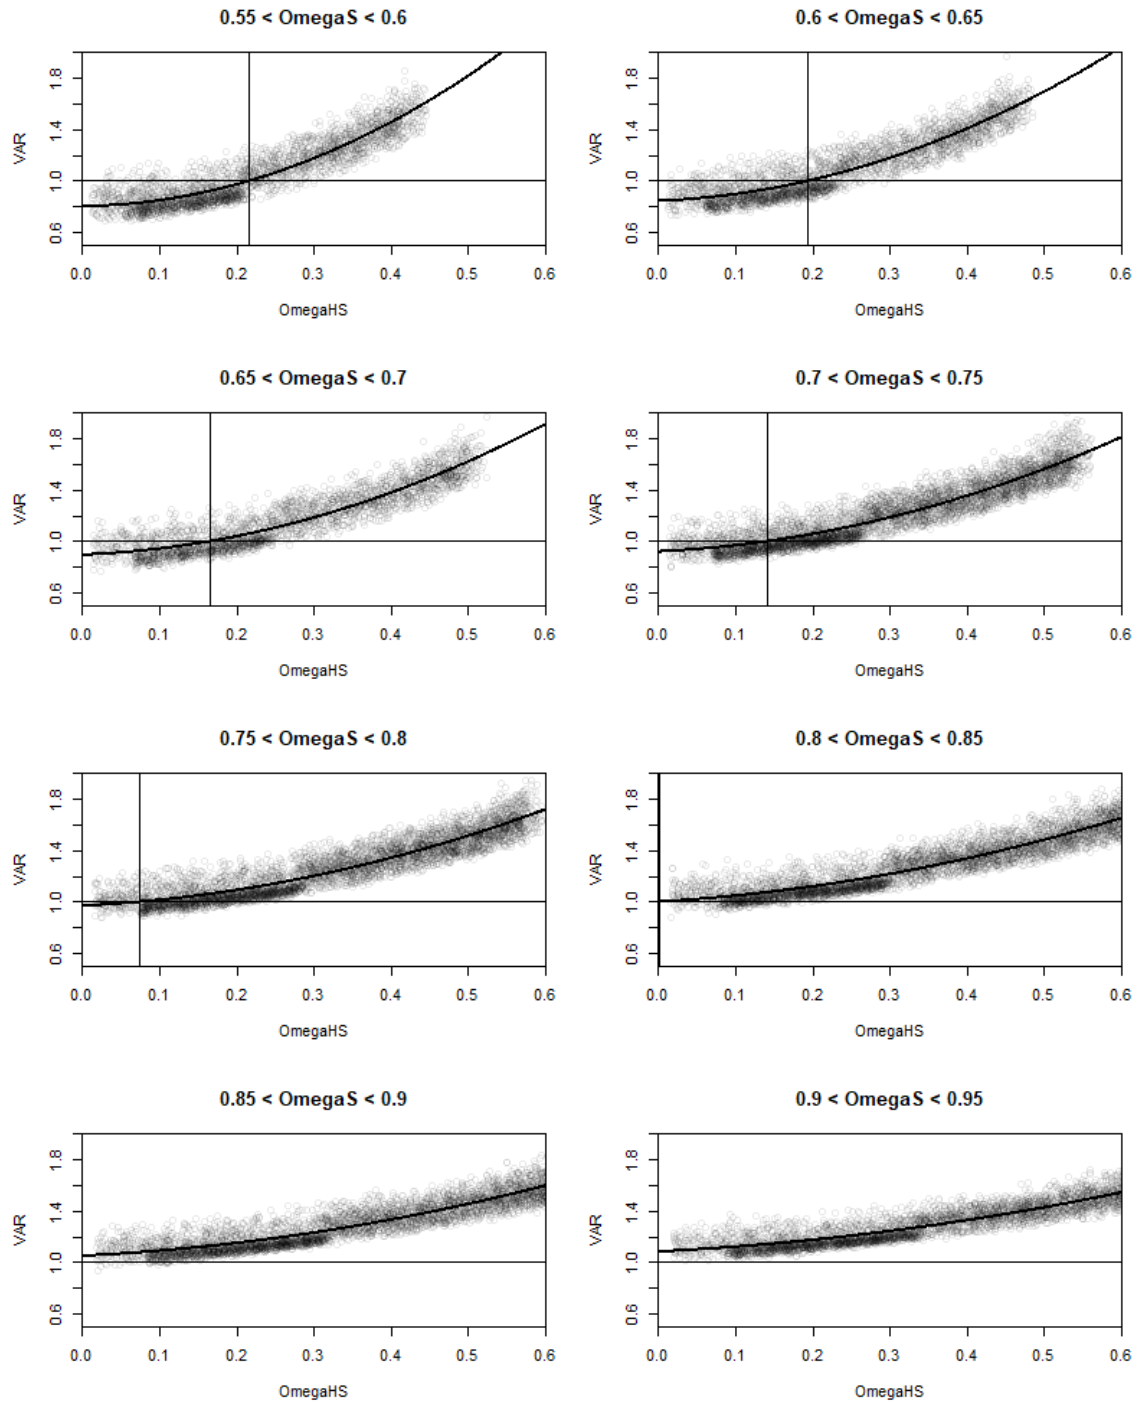 0.55 < OmegaS < 0.6
VAR
0.6 1.0 1.4 1.8
0.0 0.1 0.2 0.3 0.4 0.5 0.6
OmegaHS
0.6 < OmegaS < 0.65
VAR
0.6 1.0 1.4 1.8
0.0 0.1 0.2 0.3 0.4 0.5 0.6
OmegaHS
0.65 < OmegaS < 0.7
VAR
0.6 1.0 1.4 1.8
0.0 0.1 0.2 0.3 0.4 0.5 0.6
OmegaHS
0.7 < OmegaS < 0.75
VAR
0.6 1.0 1.4 1.8
0.0 0.1 0.2 0.3 0.4 0.5 0.6
OmegaHS
0.75 < OmegaS < 0.8
VAR
0.6 1.0 1.4 1.8
0.0 0.1 0.2 0.3 0.4 0.5 0.6
OmegaHS
0.8 < OmegaS < 0.85
VAR
0.6 1.0 1.4 1.8
0.0 0.1 0.2 0.3 0.4 0.5 0.6
OmegaHS
0.85 < OmegaS < 0.9
VAR
0.6 1.0 1.4 1.8
0.0 0.1 0.2 0.3 0.4 0.5 0.6
OmegaHS
0.9 < OmegaS < 0.95
VAR
0.6 1.0 1.4 1.8
0.0 0.1 0.2 0.3 0.4 0.5 0.6
OmegaHS